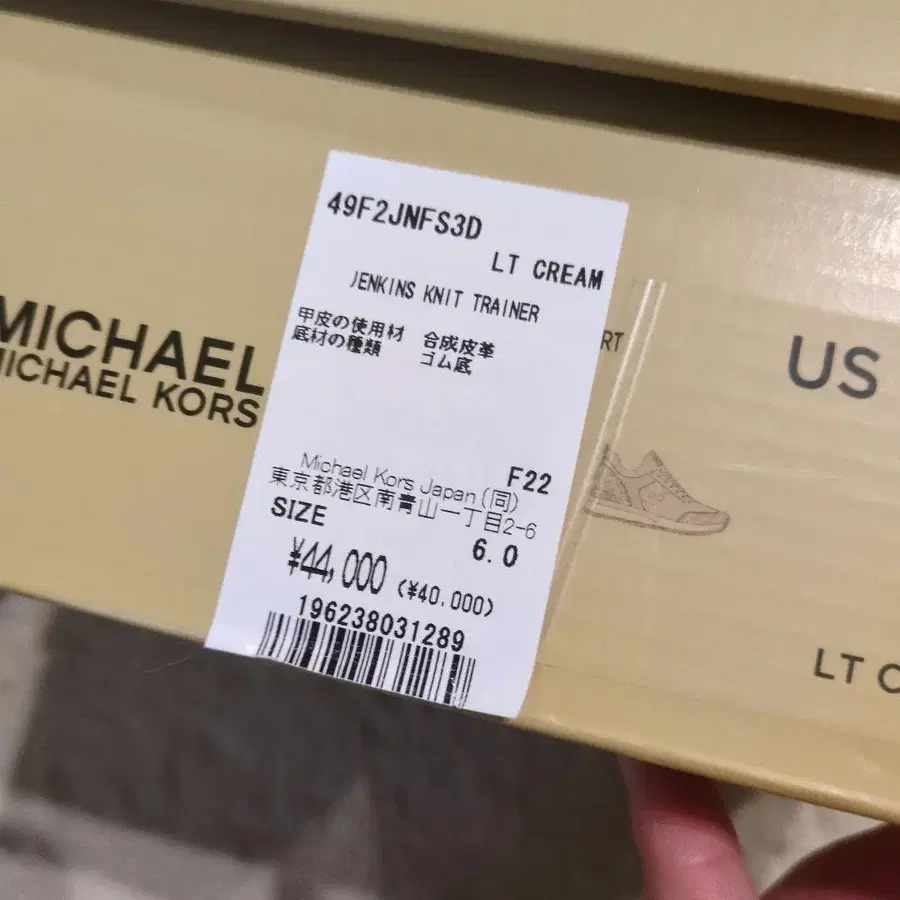 49F2JNFS3D
LT CREAM
JENKINS KNIT TRAINER
甲皮の使用材 合成皮革
底材の種類 ゴム底
F22
Michael Kors Japan (同)
東京都港区南青山一丁目2-6
SIZE
6.0
¥44,000 (¥40,000)
196238031289
MICHAEL
MICHAEL KORS
RT
US
LT C